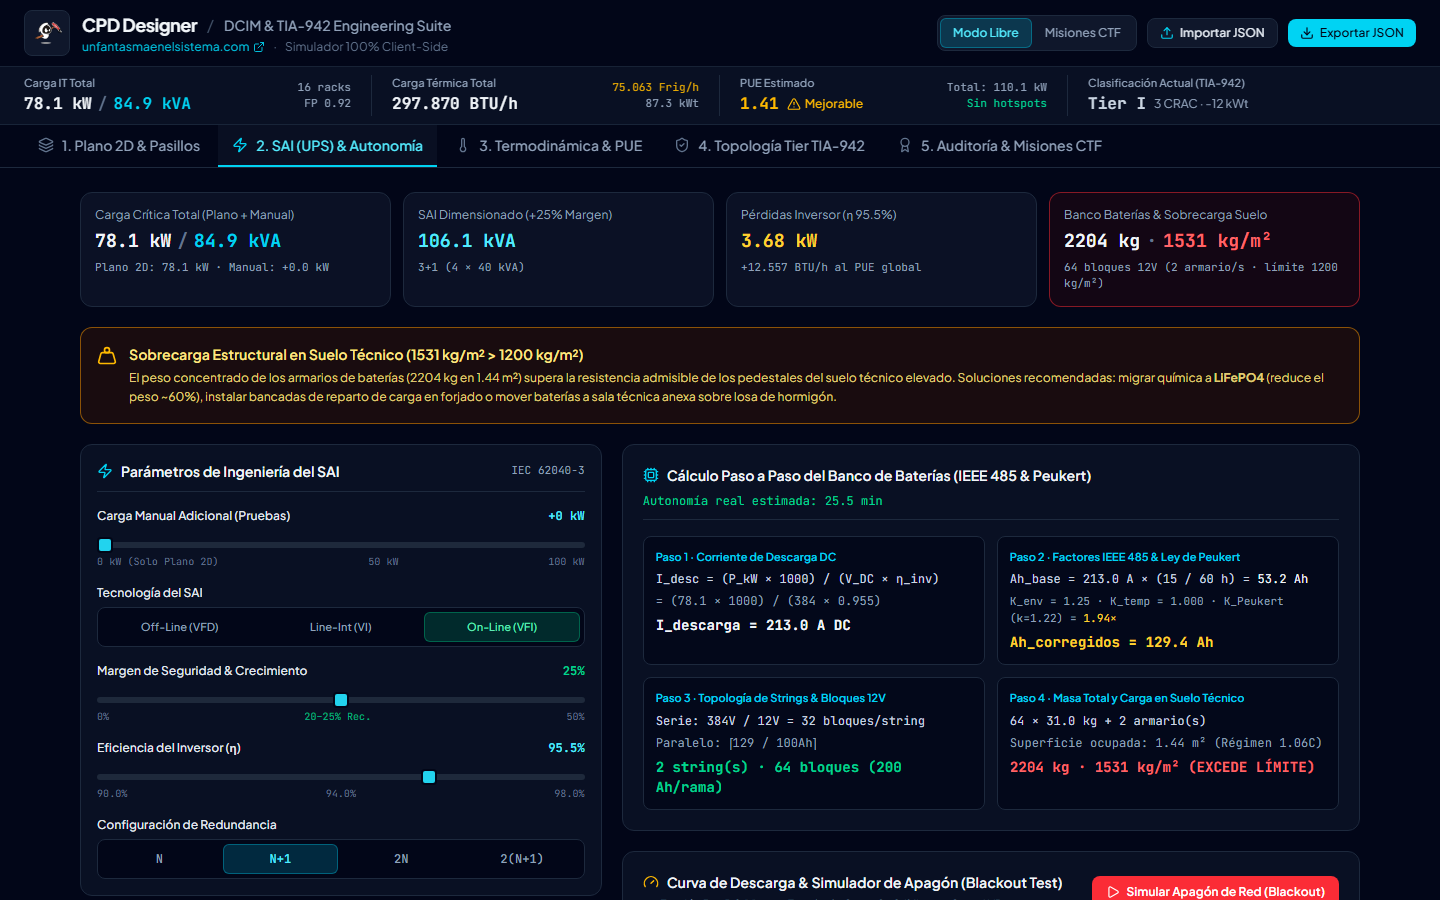 CPD Designer / DCIM & TIA-942 Engineering Suite
unfantasmaenelsistema.com · Simulador 100% Client-Side
Modo Libre
Misiones CTF
Importar JSON
Exportar JSON
Carga IT Total
78.1 kW / 84.9 kVA
16 racks
FP 0.92
Carga Térmica Total
297.870 BTU/h
75.063 Frig/h
87.3 kWt
PUE Estimado
1.41 Mejorable
Total: 110.1 kW
Sin hotspots
Clasificación Actual (TIA-942)
Tier I 3 CRAC · -12 kWt
1. Plano 2D & Pasillos
2. SAI (UPS) & Autonomía
3. Termodinámica & PUE
4. Topología Tier TIA-942
5. Auditoría & Misiones CTF
Carga Crítica Total (Plano + Manual)
78.1 kW / 84.9 kVA
Plano 2D: 78.1 kW · Manual: +0.0 kW
SAI Dimensionado (+25% Margen)
106.1 kVA
3+1 (4 × 40 kVA)
Pérdidas Inversor (η 95.5%)
3.68 kW
+12.557 BTU/h al PUE global
Banco Baterías & Sobrecarga Suelo
2204 kg · 1531 kg/m²
64 bloques 12V (2 armario/s · límite 1200
kg/m²)
Sobrecarga Estructural en Suelo Técnico (1531 kg/m² > 1200 kg/m²)
El peso concentrado de los armarios de baterías (2204 kg en 1.44 m²) supera la resistencia admisible de los pedestales del suelo técnico elevado. Soluciones recomendadas: migrar química a LiFePO4 (reduce el
peso ~60%), instalar bancadas de reparto de carga en forjado o mover baterías a sala técnica anexa sobre losa de hormigón.
Parámetros de Ingeniería del SAI
IEC 62040-3
Carga Manual Adicional (Pruebas)
+0 kW
0 kW (Solo Plano 2D)
50 kW
100 kW
Tecnología del SAI
Off-Line (VFD)
Line-Int (VI)
On-Line (VFI)
Margen de Seguridad & Crecimiento
25%
0%
20-25% Rec.
50%
Eficiencia del Inversor (η)
95.5%
90.0%
94.0%
98.0%
Configuración de Redundancia
N
N+1
2N
2(N+1)
Cálculo Paso a Paso del Banco de Baterías (IEEE 485 & Peukert)
Autonomía real estimada: 25.5 min
Paso 1 · Corriente de Descarga DC
I_desc = (P_kW × 1000) / (V_DC × η_inv)
= (78.1 × 1000) / (384 × 0.955)
I_descarga = 213.0 A DC
Paso 2 · Factores IEEE 485 & Ley de Peukert
Ah_base = 213.0 A × (15 / 60 h) = 53.2 Ah
K_env = 1.25 · K_temp = 1.000 · K_Peukert
(k=1.22) = 1.94×
Ah_corregidos = 129.4 Ah
Paso 3 · Topología de Strings & Bloques 12V
Serie: 384V / 12V = 32 bloques/string
Paralelo: ⌈129 / 100Ah⌉
2 string(s) · 64 bloques (200
Ah/rama)
Paso 4 · Masa Total y Carga en Suelo Técnico
64 × 31.0 kg + 2 armario(s)
Superficie ocupada: 1.44 m² (Régimen 1.06C)
2204 kg · 1531 kg/m² (EXCEDE LÍMITE)
Curva de Descarga & Simulador de Apagón (Blackout Test)
Simular Apagón de Red (Blackout)